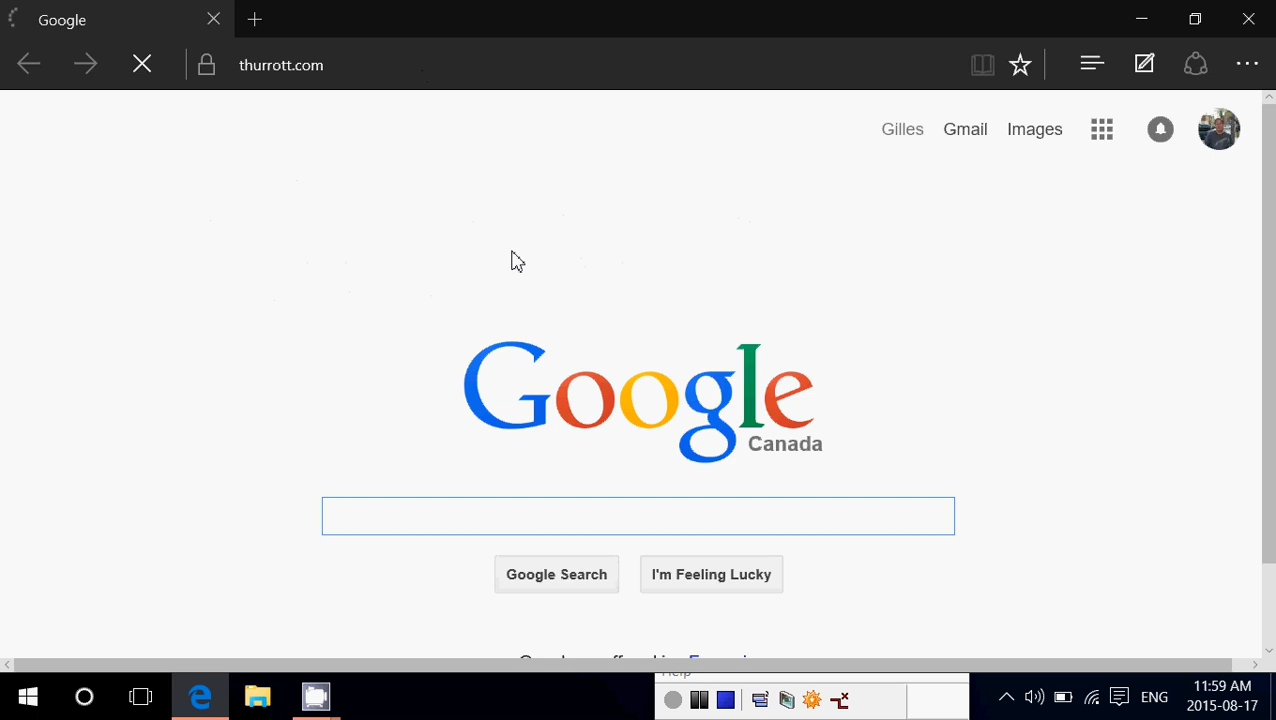 Google
thurrott.com
Gilles Gmail Images
Google
Canada
Google Search I'm Feeling Lucky
Help
ENG
11:59 AM
2015-08-17